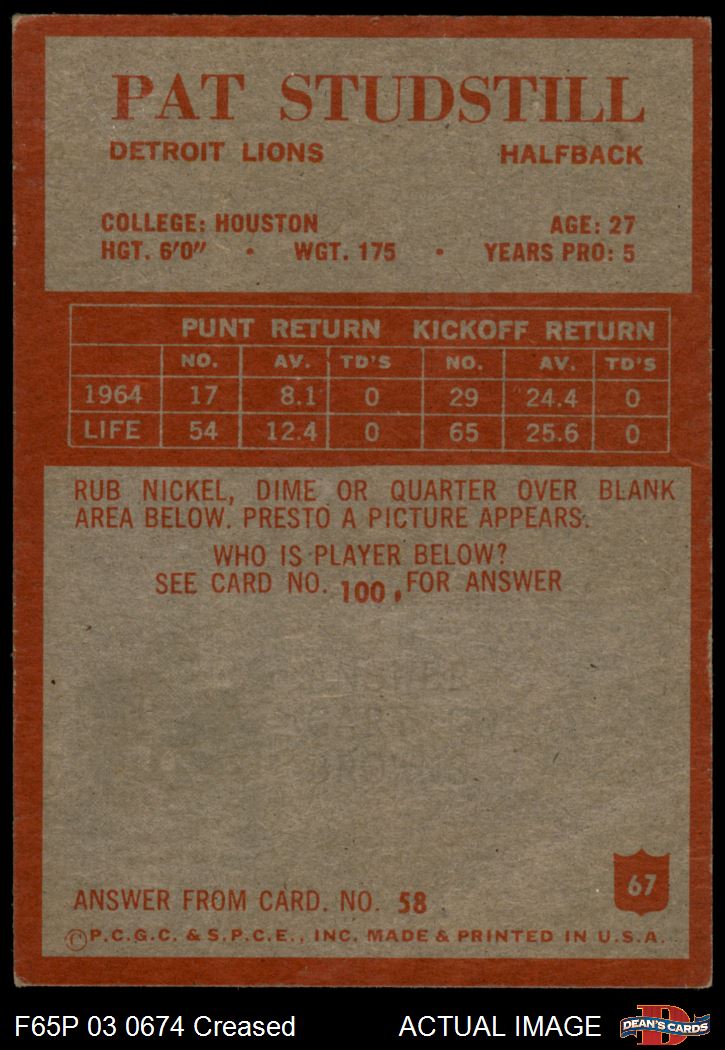 PAT STUDSTILL
DETROIT LIONS HALFBACK
COLLEGE: HOUSTON AGE: 27
HGT. 6'0" • WGT. 175 • YEARS PRO: 5
PUNT RETURN KICKOFF RETURN
NO. AV. TD'S NO. AV. TD'S
1964 17 8.1 0 29 24.4 0
LIFE 54 12.4 0 65 25.6 0
RUB NICKEL, DIME OR QUARTER OVER BLANK
AREA BELOW. PRESTO A PICTURE APPEARS.
WHO IS PLAYER BELOW?
SEE CARD NO. 100, FOR ANSWER
67
ANSWER FROM CARD. NO. 58
© P.C.G.C. & S.P.C.E., INC. MADE & PRINTED IN U.S.A.
F65P 03 0674 Creased ACTUAL IMAGE
DEAN'S CARDS